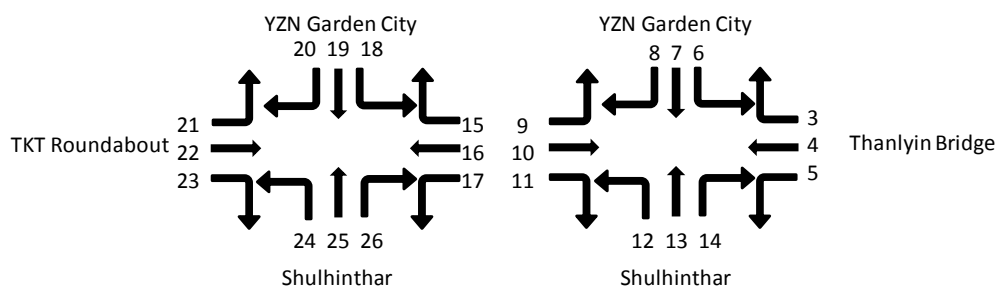 YZN Garden City YZN Garden City
20 19 18 8 7 6
21 15 9 3
TKT Roundabout 22 16 10 4 Thanlyin Bridge
23 17 11 5
24 25 26 12 13 14
Shulhinthar Shulhinthar